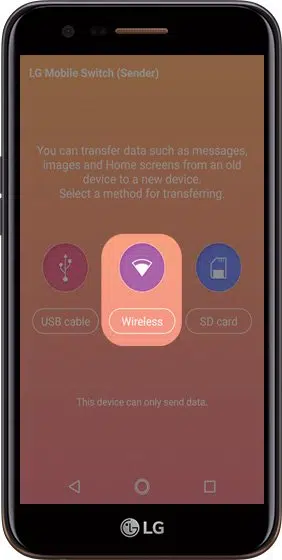 LG Mobile Switch (Sender)
You can transfer data such as messages,
images and Home screens from an old
device to a new device.
Select a method for transferring.
USB cable
Wireless
SD card
This device can only send data.
LG